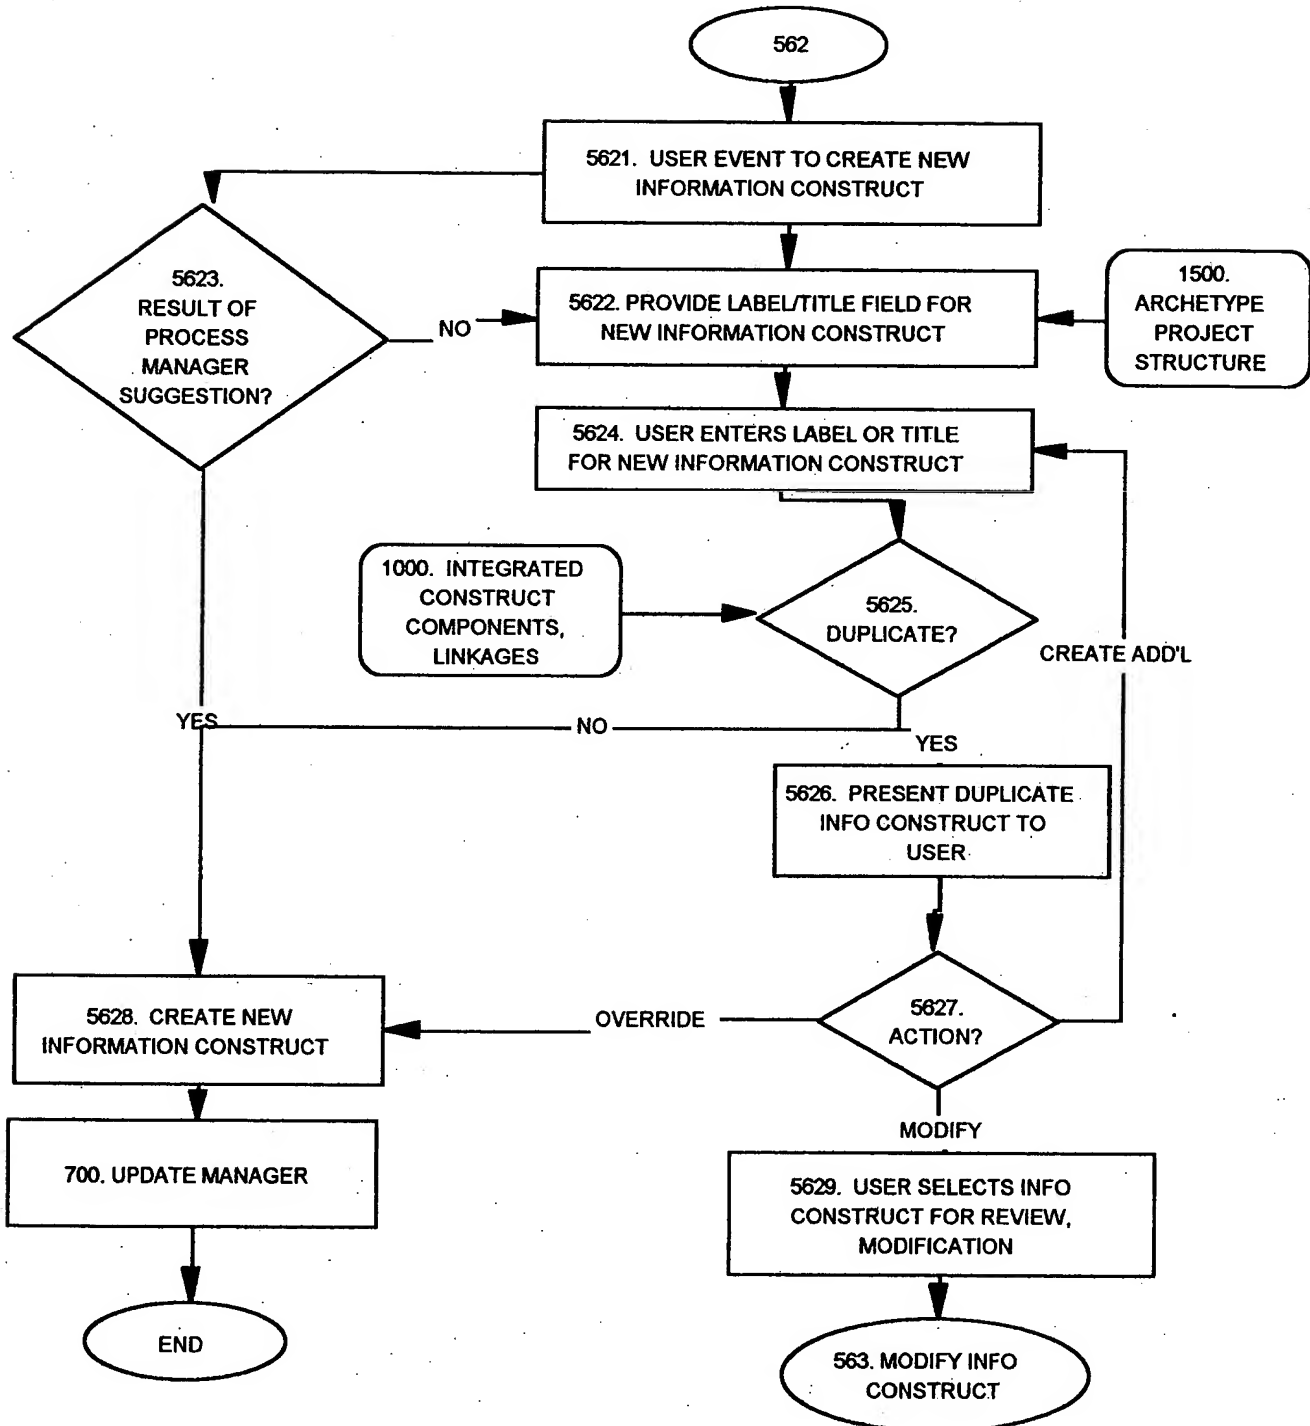 562
5621. USER EVENT TO CREATE NEW
INFORMATION CONSTRUCT
5623.
RESULT OF
PROCESS
MANAGER
SUGGESTION?
NO
5622. PROVIDE LABEL/TITLE FIELD FOR
NEW INFORMATION CONSTRUCT
1500.
ARCHETYPE
PROJECT
STRUCTURE
5624. USER ENTERS LABEL OR TITLE
FOR NEW INFORMATION CONSTRUCT
1000. INTEGRATED
CONSTRUCT
COMPONENTS,
LINKAGES
5625.
DUPLICATE?
CREATE ADD'L
YES
NO
YES
5626. PRESENT DUPLICATE
INFO CONSTRUCT TO
USER
5628. CREATE NEW
INFORMATION CONSTRUCT
OVERRIDE
5627.
ACTION?
MODIFY
700. UPDATE MANAGER
5629. USER SELECTS INFO
CONSTRUCT FOR REVIEW,
MODIFICATION
END
563. MODIFY INFO
CONSTRUCT